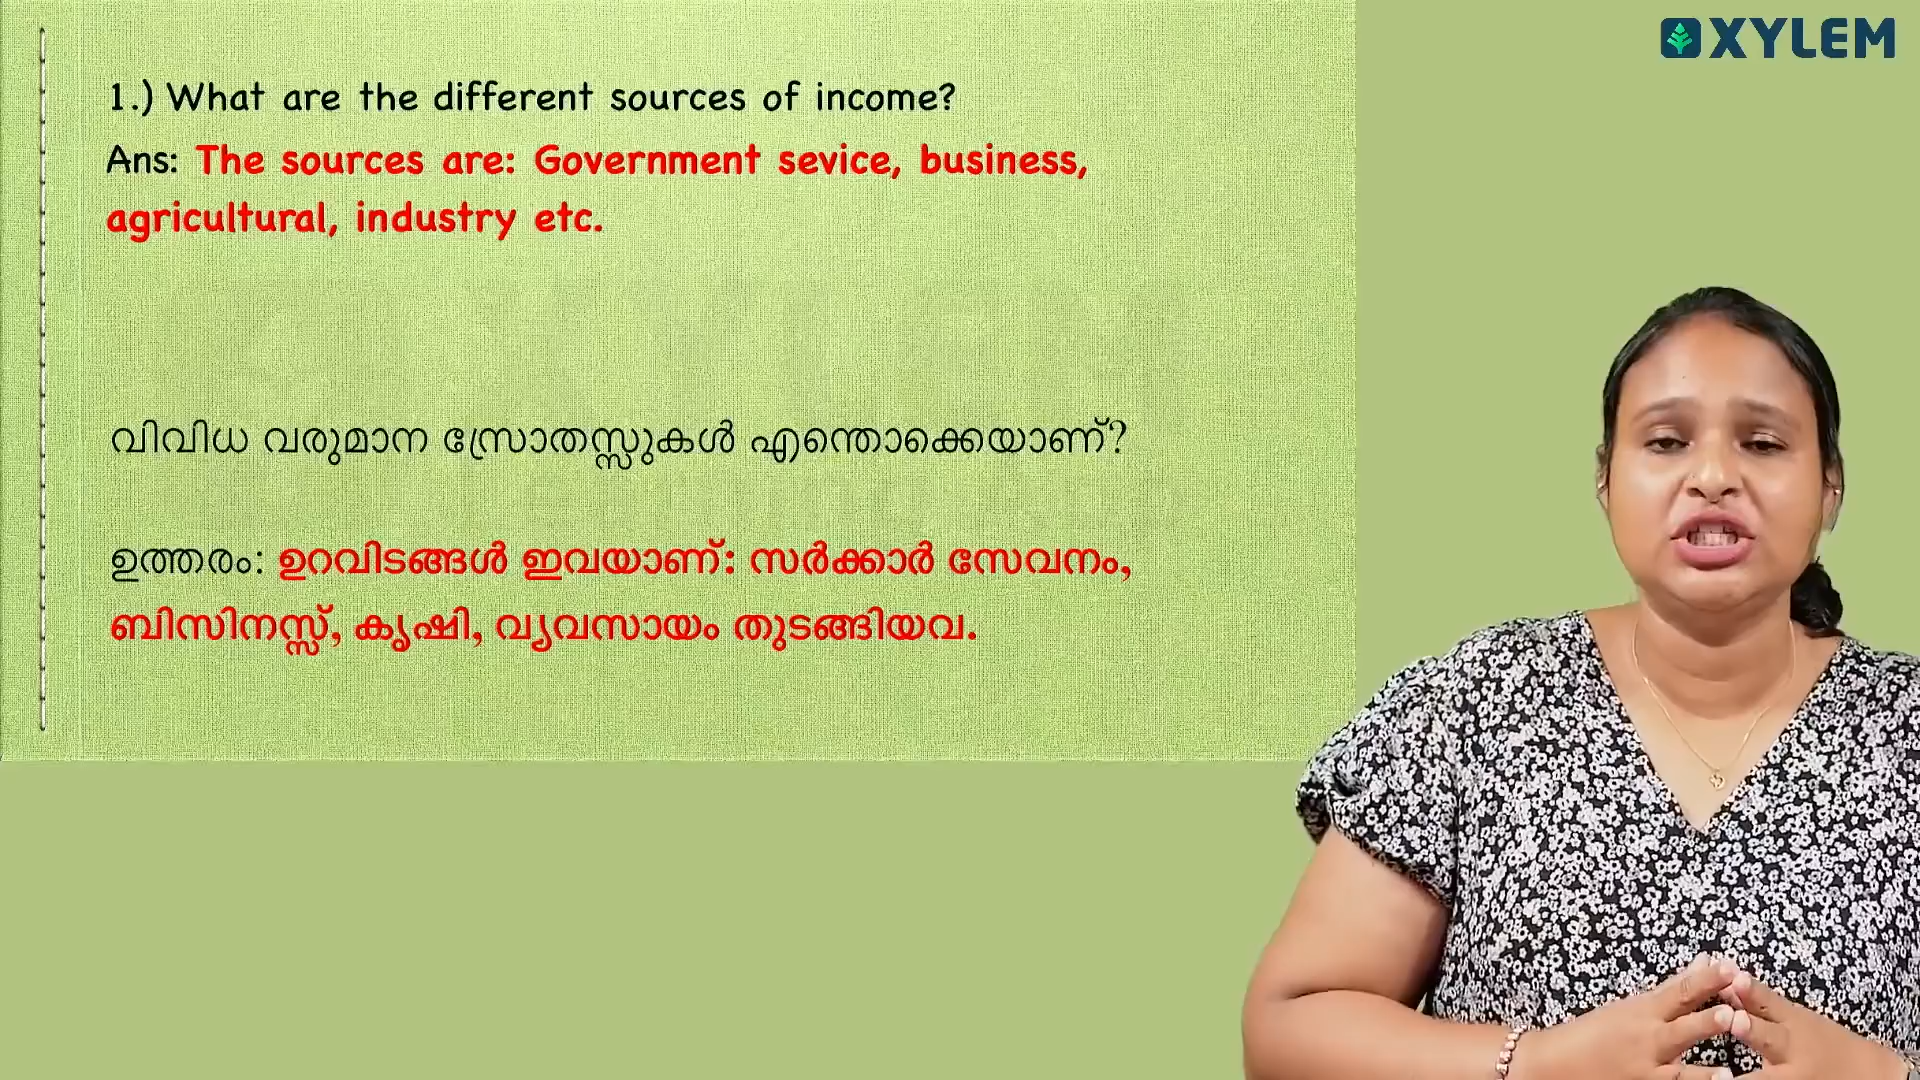 XYLEM
1.) What are the different sources of income?
Ans: The sources are: Government sevice, business,
agricultural, industry etc.
വിവിധ വരുമാന സ്രോതസ്സുകൾ എന്തൊക്കെയാണ്?
ഉത്തരം: ഉറവിടങ്ങൾ ഇവയാണ്: സർക്കാർ സേവനം,
ബിസിനസ്സ്, കൃഷി, വ്യവസായം തുടങ്ങിയവ.